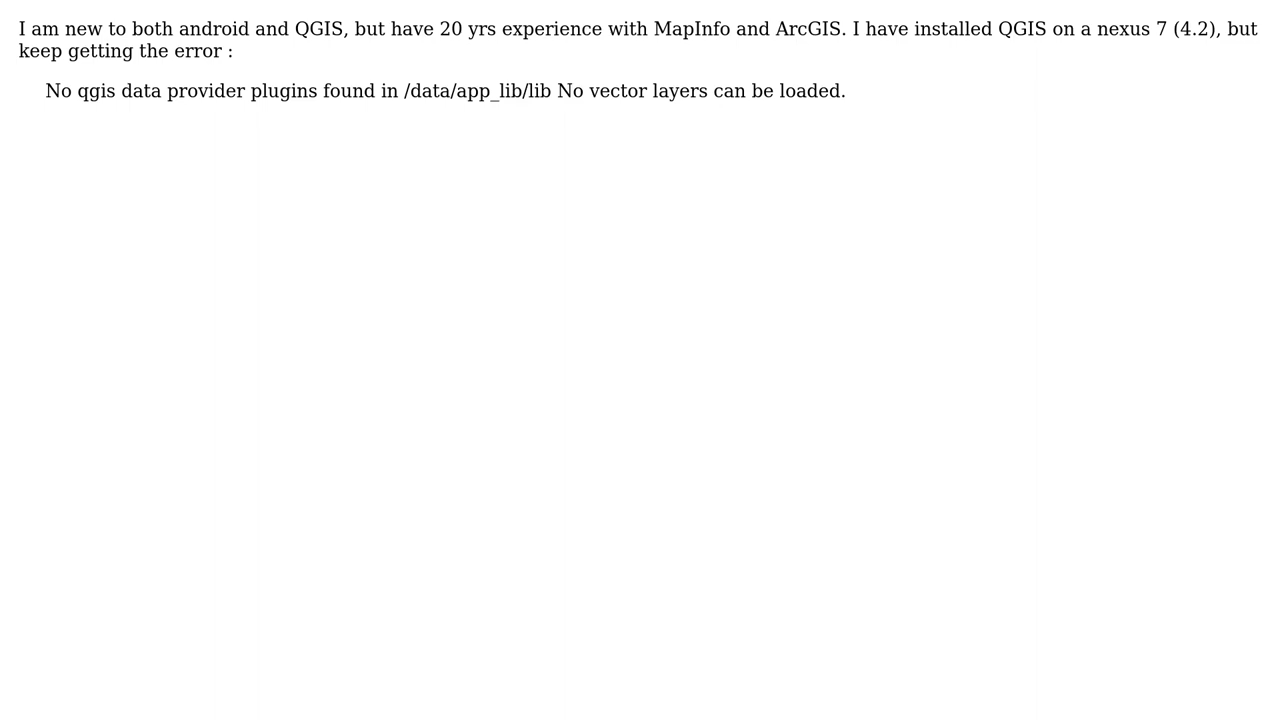 I am new to both android and QGIS, but have 20 yrs experience with MapInfo and ArcGIS. I have installed QGIS on a nexus 7 (4.2), but
keep getting the error :
No qgis data provider plugins found in /data/app_lib/lib No vector layers can be loaded.